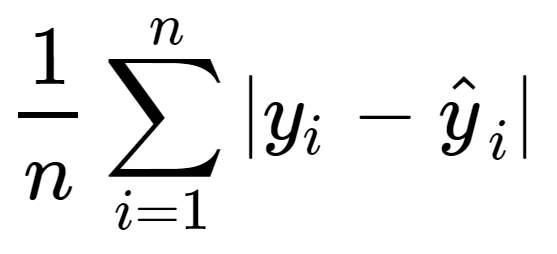 \frac{1}{n} \sum_{i=1}^{n} |y_i - \hat{y}_i|